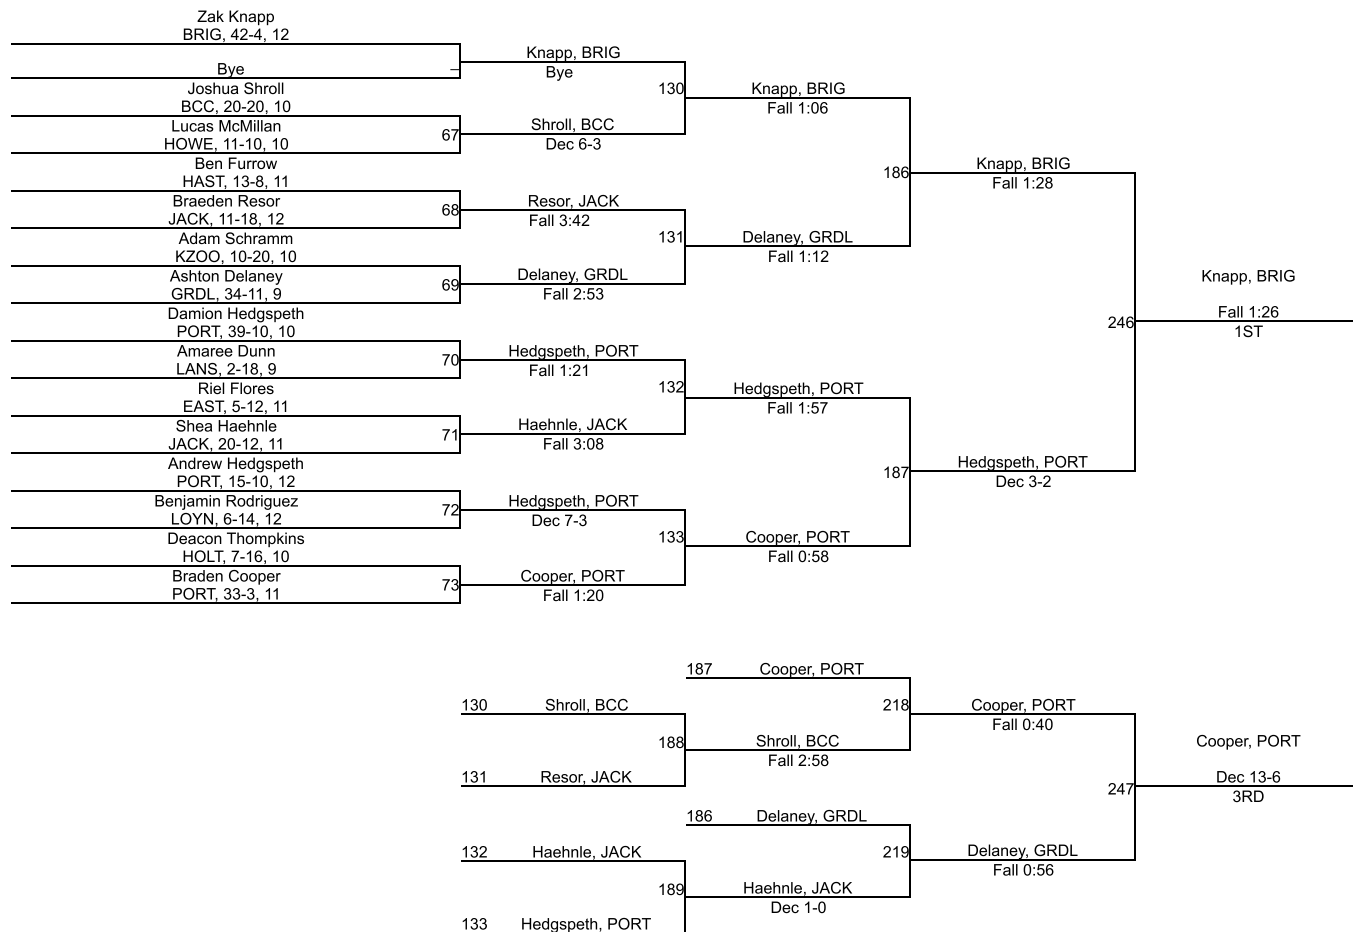 Zak Knapp
BRIG, 42-4, 12
Bye
Joshua Shroll
BCC, 20-20, 10
Lucas McMillan
HOWE, 11-10, 10
Ben Furrow
HAST, 13-8, 11
Braeden Resor
JACK, 11-18, 12
Adam Schramm
KZOO, 10-20, 10
Ashton Delaney
GRDL, 34-11, 9
Damion Hedgspeth
PORT, 39-10, 10
Amaree Dunn
LANS, 2-18, 9
Riel Flores
EAST, 5-12, 11
Shea Haehnle
JACK, 20-12, 11
Andrew Hedgspeth
PORT, 15-10, 12
Benjamin Rodriguez
LOYN, 6-14, 12
Deacon Thompkins
HOLT, 7-16, 10
Braden Cooper
PORT, 33-3, 11
67
68
69
70
71
72
73
Knapp, BRIG
Bye
Shroll, BCC
Dec 6-3
Resor, JACK
Fall 3:42
Delaney, GRDL
Fall 2:53
Hedgspeth, PORT
Fall 1:21
Haehnle, JACK
Fall 3:08
Hedgspeth, PORT
Dec 7-3
Cooper, PORT
Fall 1:20
130
131
132
133
Knapp, BRIG
Fall 1:06
Delaney, GRDL
Fall 1:12
Hedgspeth, PORT
Fall 1:57
Cooper, PORT
Fall 0:58
186
187
Knapp, BRIG
Fall 1:28
Hedgspeth, PORT
Dec 3-2
246
Knapp, BRIG
Fall 1:26
1ST
130 Shroll, BCC
131 Resor, JACK
132 Haehnle, JACK
133 Hedgspeth, PORT
188
189
187 Cooper, PORT
Shroll, BCC
Fall 2:58
186 Delaney, GRDL
Haehnle, JACK
Dec 1-0
218
219
Cooper, PORT
Fall 0:40
Delaney, GRDL
Fall 0:56
247
Cooper, PORT
Dec 13-6
3RD